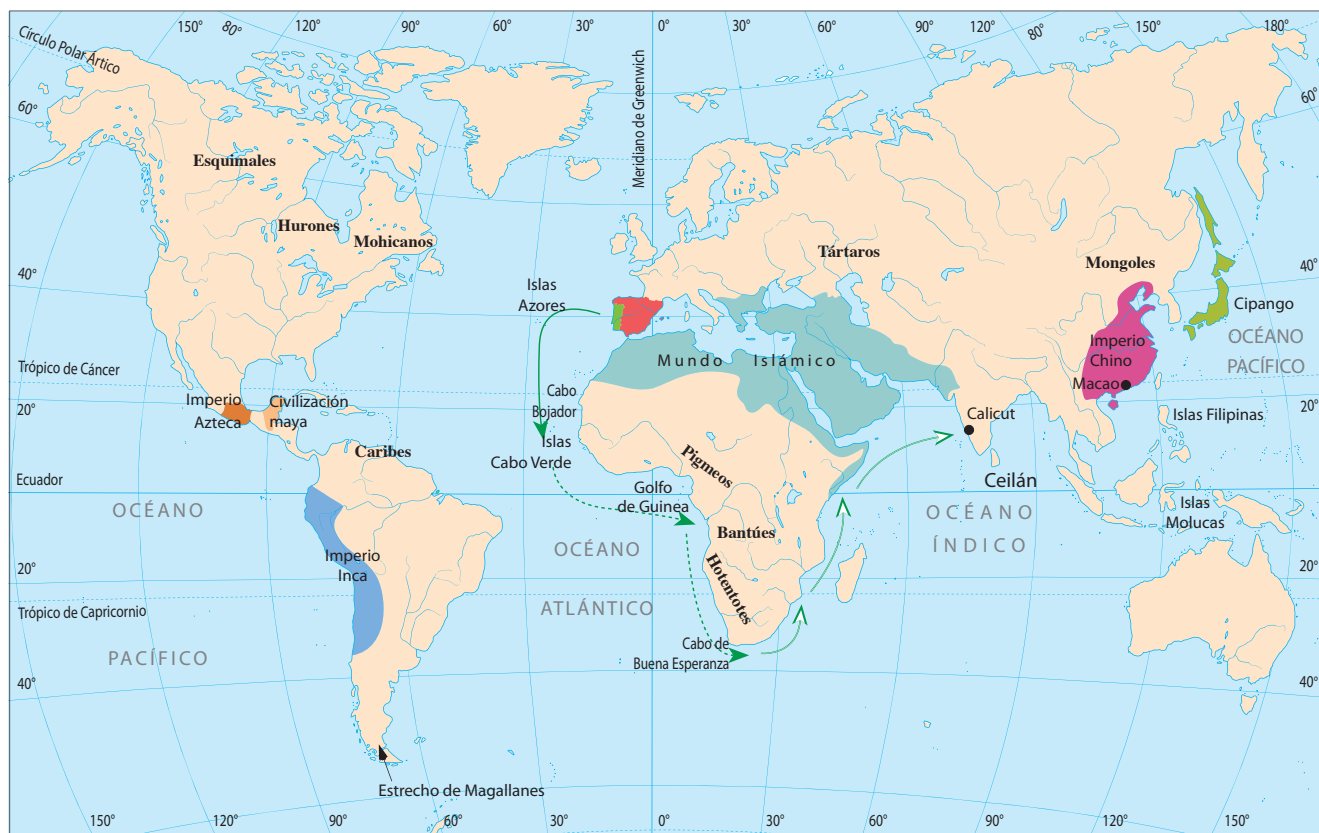 150°
80°
120°
90°
60°
30°
0°
30°
60°
90°
120°
80°
150°
180°
Círculo Polar Ártico
Meridiano de Greenwich
60°
60°
Esquimales
Hurones
Mohicanos
Tártaros
Mongoles
40°
40°
Islas
Azores
Cipango
OCÉANO
PACÍFICO
Imperio
Chino
Macao
Mundo Islámico
Trópico de Cáncer
20°
20°
Imperio
Azteca
Civilización
maya
Cabo
Bojador
Islas
Cabo Verde
Calicut
Islas Filipinas
Caribes
Pigmeos
Ceilán
Ecuador
Golfo
de Guinea
Islas
Molucas
OCÉANO
OCÉANO
ÍNDICO
Bantúes
OCÉANO
ATLÁNTICO
Imperio
Inca
Hotentotes
20°
20°
Trópico de Capricornio
Cabo de
Buena Esperanza
PACÍFICO
40°
40°
Estrecho de Magallanes
150°
120°
90°
60°
30°
0°
30°
60°
90°
120°
150°